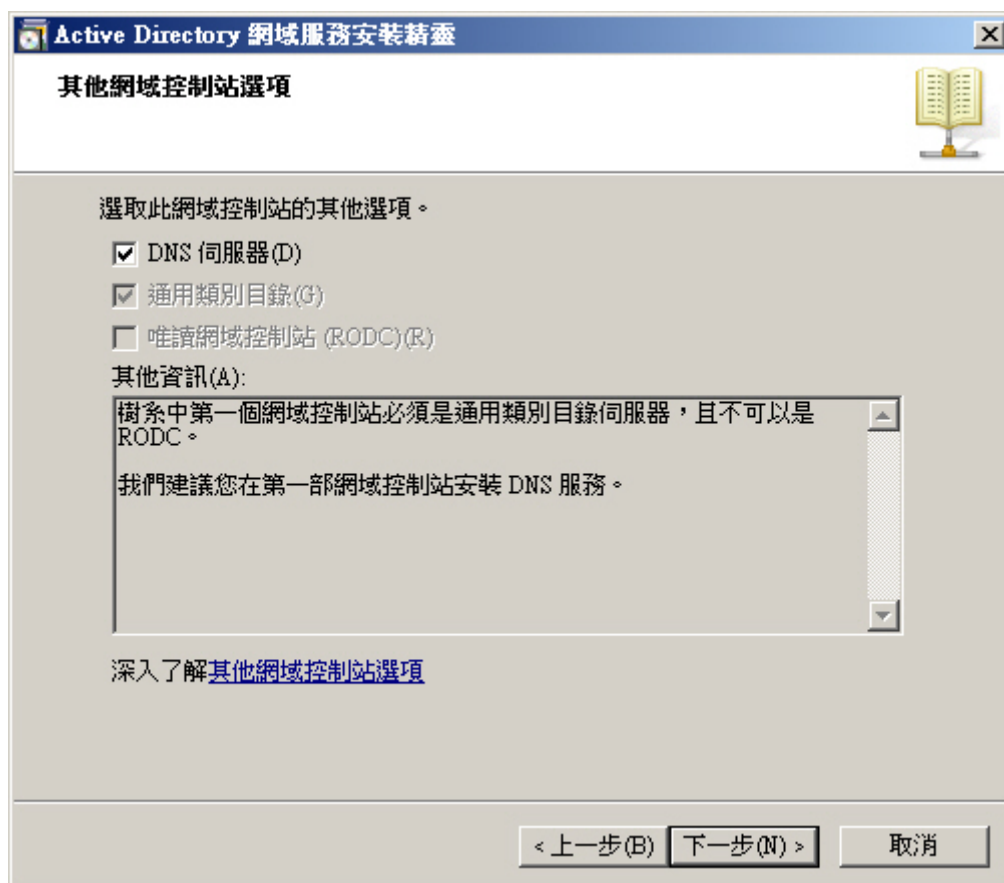 Active Directory 網域服務安裝精靈
其他網域控制站選項
選取此網域控制站的其他選項。
DNS 伺服器(D)
通用類別目錄(G)
唯讀網域控制站 (RODC)(R)
其他資訊(A):
樹系中第一個網域控制站必須是通用類別目錄伺服器，且不可以是
RODC。
我們建議您在第一部網域控制站安裝 DNS 服務。
深入了解其他網域控制站選項
< 上一步(B) 下一步(N) > 取消